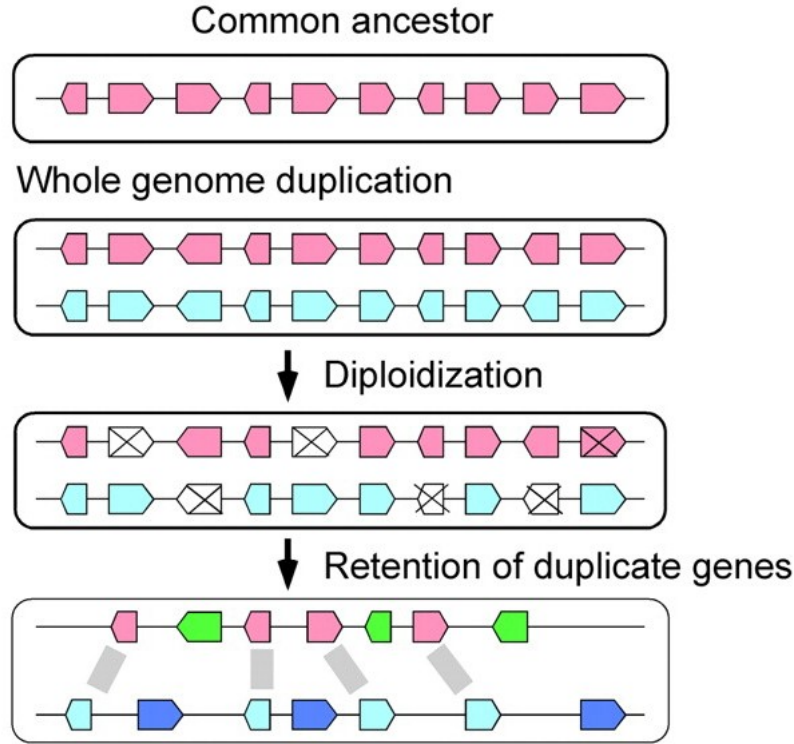 Common ancestor
Whole genome duplication
Diploidization
Retention of duplicate genes